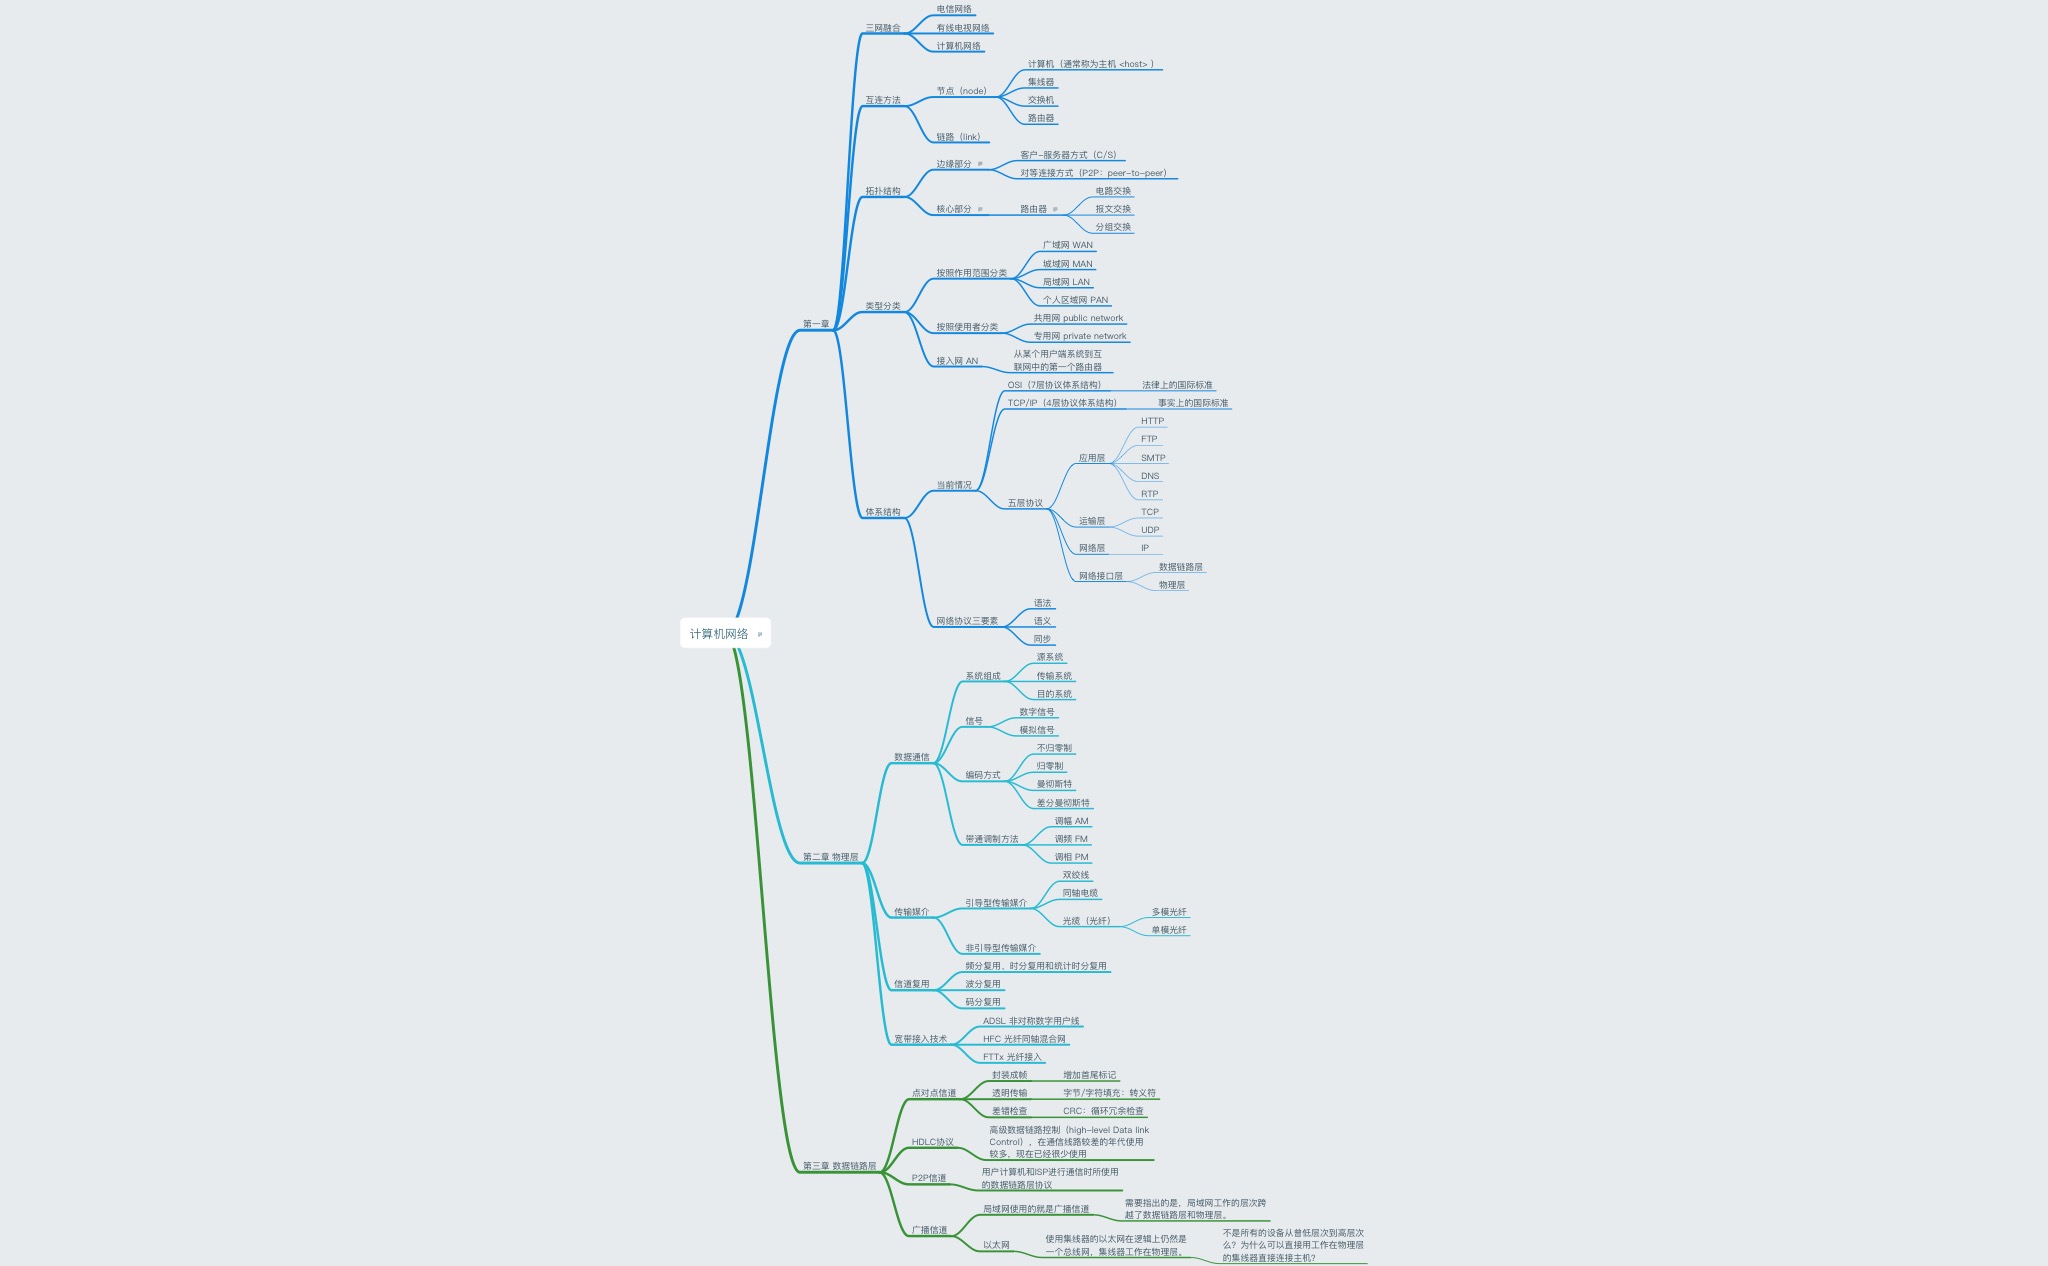 计算机网络
第一章
三网融合
电信网络
有线电视网络
计算机网络
互连方法
节点（node）
计算机（通常称为主机 <host> ）
集线器
交换机
路由器
链路（link）
拓扑结构
边缘部分
客户-服务器方式（C/S）
对等连接方式（P2P：peer-to-peer）
核心部分
路由器
电路交换
报文交换
分组交换
类型分类
按照作用范围分类
广域网 WAN
城域网 MAN
局域网 LAN
个人区域网 PAN
按照使用者分类
共用网 public network
专用网 private network
接入网 AN
从某个用户端系统到互
联网中的第一个路由器
体系结构
当前情况
OSI（7层协议体系结构）
法律上的国际标准
TCP/IP（4层协议体系结构）
事实上的国际标准
五层协议
应用层
HTTP
FTP
SMTP
DNS
RTP
运输层
TCP
UDP
网络层
IP
网络接口层
数据链路层
物理层
网络协议三要素
语法
语义
同步
第二章 物理层
数据通信
系统组成
源系统
传输系统
目的系统
信号
数字信号
模拟信号
编码方式
不归零制
归零制
曼彻斯特
差分曼彻斯特
带通调制方法
调幅 AM
调频 FM
调相 PM
传输媒介
引导型传输媒介
双绞线
同轴电缆
光缆（光纤）
多模光纤
单模光纤
非引导型传输媒介
信道复用
频分复用、时分复用和统计时分复用
波分复用
码分复用
宽带接入技术
ADSL 非对称数字用户线
HFC 光纤同轴混合网
FTTx 光纤接入
第三章 数据链路层
点对点信道
封装成帧
增加首尾标记
透明传输
字节/字符填充：转义符
差错检查
CRC：循环冗余检查
HDLC协议
高级数据链路控制（high-level Data link
Control），在通信线路较差的年代使用
较多，现在已经很少使用
P2P信道
用户计算机和ISP进行通信时所使用
的数据链路层协议
广播信道
局域网使用的就是广播信道
需要指出的是，局域网工作的层次跨
越了数据链路层和物理层。
以太网
使用集线器的以太网在逻辑上仍然是
一个总线网，集线器工作在物理层。
不是所有的设备从曾低层次到高层次
么？为什么可以直接用工作在物理层
的集线器直接连接主机？